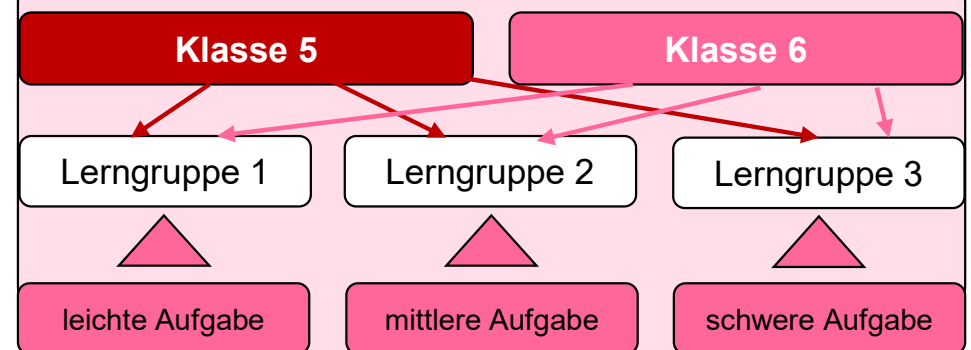 Klasse 5
Klasse 6
Lerngruppe 1
Lerngruppe 2
Lerngruppe 3
leichte Aufgabe
mittlere Aufgabe
schwere Aufgabe